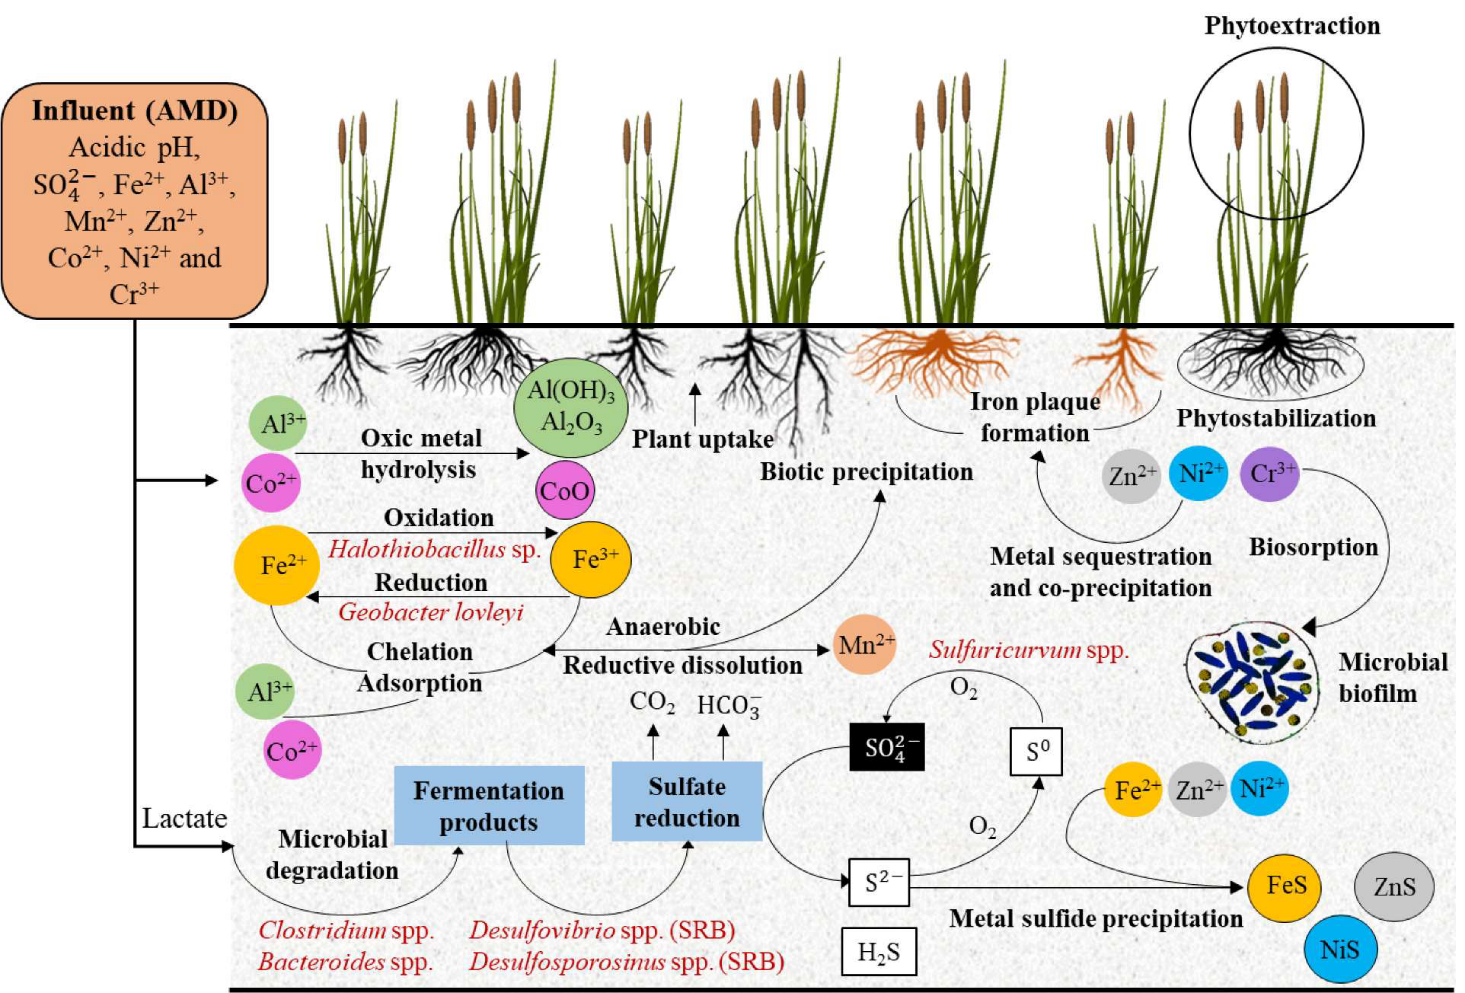 Phytoextraction
Influent (AMD)
Acidic pH,
SO₄²⁻, Fe²⁺, Al³⁺,
Mn²⁺, Zn²⁺,
Co²⁺, Ni²⁺ and
Cr³⁺
Al³⁺
Co²⁺
Oxic metal
hydrolysis
Al(OH)₃
Al₂O₃
CoO
Plant uptake
Biotic precipitation
Iron plaque
formation
Phytostabilization
Zn²⁺
Ni²⁺
Cr³⁺
Metal sequestration
and co-precipitation
Biosorption
Fe²⁺
Oxidation
Halothiobacillus sp.
Reduction
Geobacter lovleyi
Fe³⁺
Chelation
Adsorption
Al³⁺
Co²⁺
Anaerobic
Reductive dissolution
Mn²⁺
Sulfuricurvum spp.
O₂
Microbial
biofilm
CO₂
HCO₃⁻
SO₄²⁻
S⁰
Fe²⁺
Zn²⁺
Ni²⁺
Lactate
Microbial
degradation
Fermentation
products
Sulfate
reduction
O₂
S²⁻
Metal sulfide precipitation
FeS
ZnS
NiS
H₂S
Clostridium spp.
Bacteroides spp.
Desulfovibrio spp. (SRB)
Desulfosporosinus spp. (SRB)